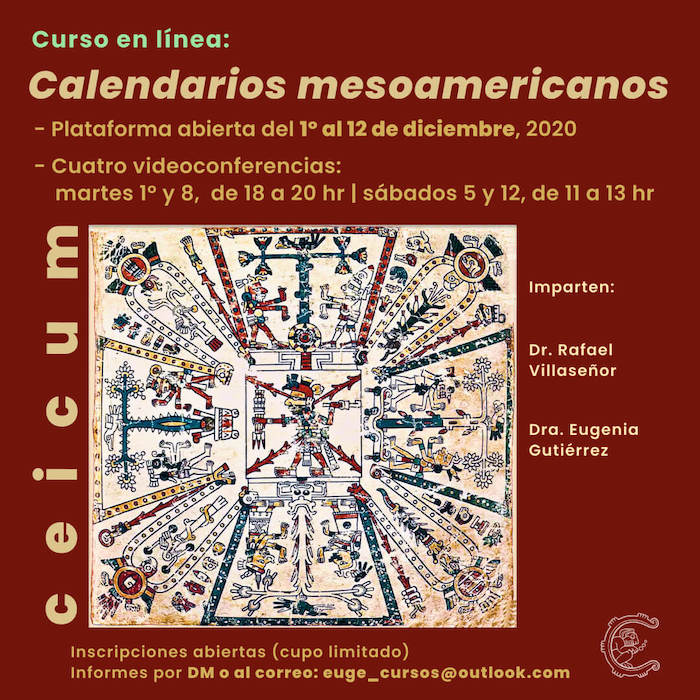 Curso en línea:
Calendarios mesoamericanos
- Plataforma abierta del 1º al 12 de diciembre, 2020
- Cuatro videoconferencias:
martes 1º y 8, de 18 a 20 hr | sábados 5 y 12, de 11 a 13 hr
ceicum
Imparten:
Dr. Rafael
Villaseñor
Dra. Eugenia
Gutiérrez
Inscripciones abiertas (cupo limitado)
Informes por DM o al correo: euge_cursos@outlook.com